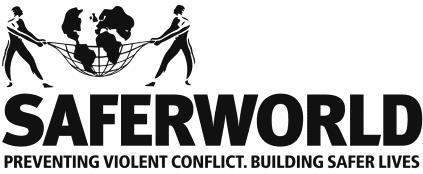 SAFERWORLD
PREVENTING VIOLENT CONFLICT. BUILDING SAFER LIVES